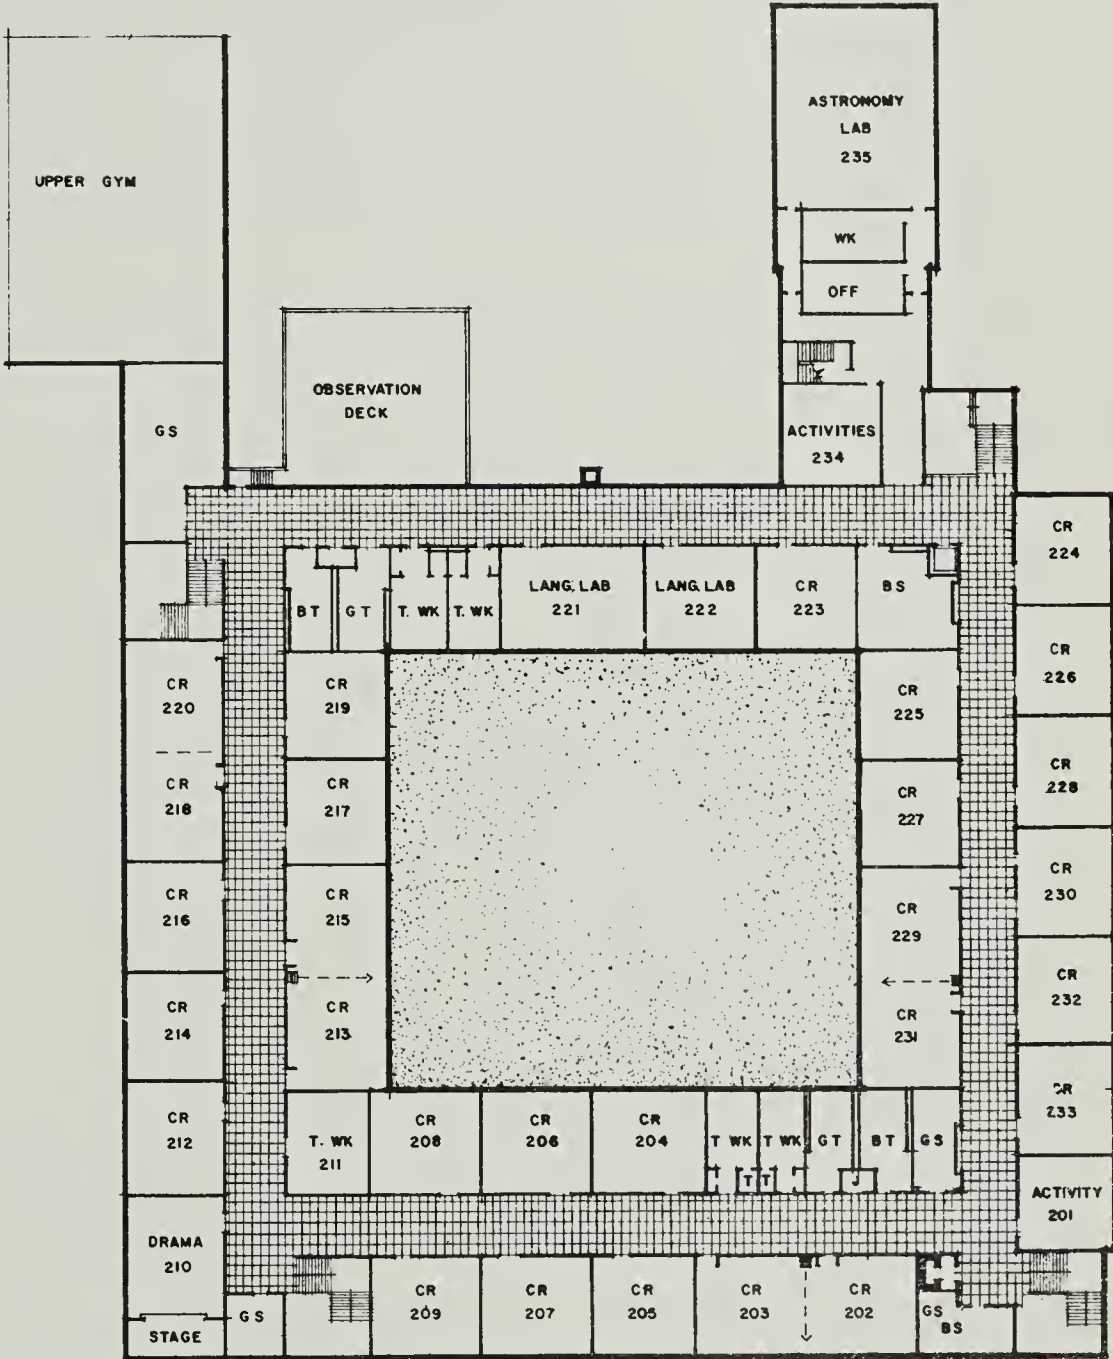 ASTRONOMY
LAB
235
UPPER GYM
WK
OFF
OBSERVATION
DECK
GS
ACTIVITIES
234
CR
224
BT
GT
T. WK
T. WK
LANG. LAB
221
LANG. LAB
222
CR
223
BS
CR
226
CR
220
CR
219
CR
225
CR
228
CR
218
CR
217
CR
227
CR
230
CR
216
CR
215
CR
229
CR
232
CR
214
CR
213
CR
231
CR
233
CR
212
T. WK
211
CR
208
CR
206
CR
204
T WK
T WK
GT
BT
GS
T
T
J
ACTIVITY
201
DRAMA
210
STAGE
GS
CR
209
CR
207
CR
205
CR
203
CR
202
GS
BS